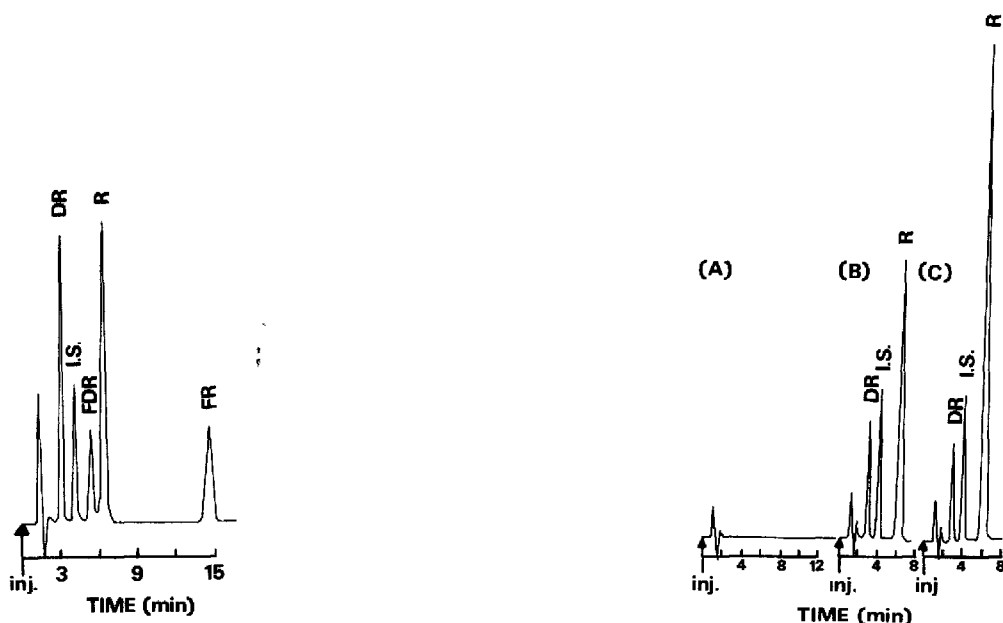 DR
I.S.
FDR
R
FR
inj.
3
9
15
TIME (min)
(A)
(B)
(C)
DR
I.S.
R
DR
I.S.
R
inj.
4
8
12
inj.
4
8
inj
4
8
TIME (min)